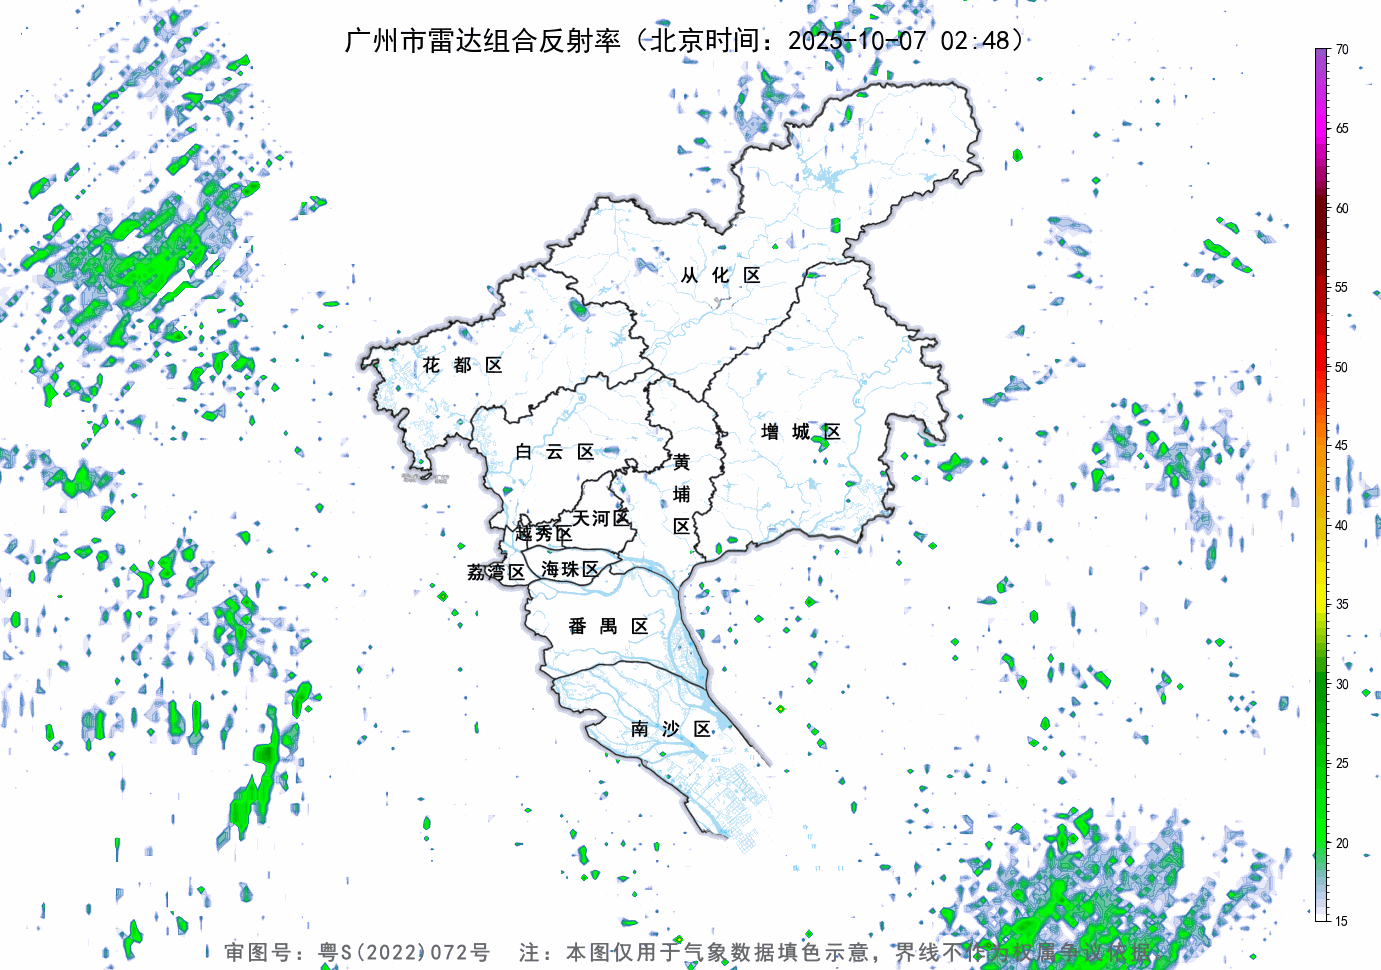 广州市雷达组合反射率（北京时间：2025-10-07 02:48）
70
65
60
55
50
45
40
35
30
25
20
15
从化区
花都区
增城区
白云区
黄埔区
天河区
越秀区
海珠区
荔湾区
番禺区
南沙区
审图号：粤S(2022)072号 注：本图仅用于气象数据填色示意，界线不作为权属争议依据。